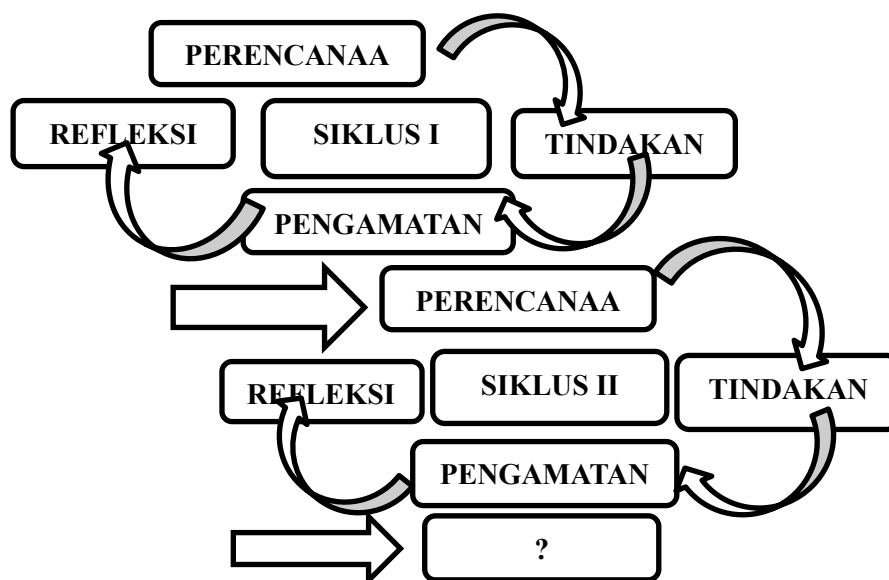 PERENCANAA
REFLEKSI
SIKLUS I
TINDAKAN
PENGAMATAN
PERENCANAA
REFLEKSI
SIKLUS II
TINDAKAN
PENGAMATAN
?